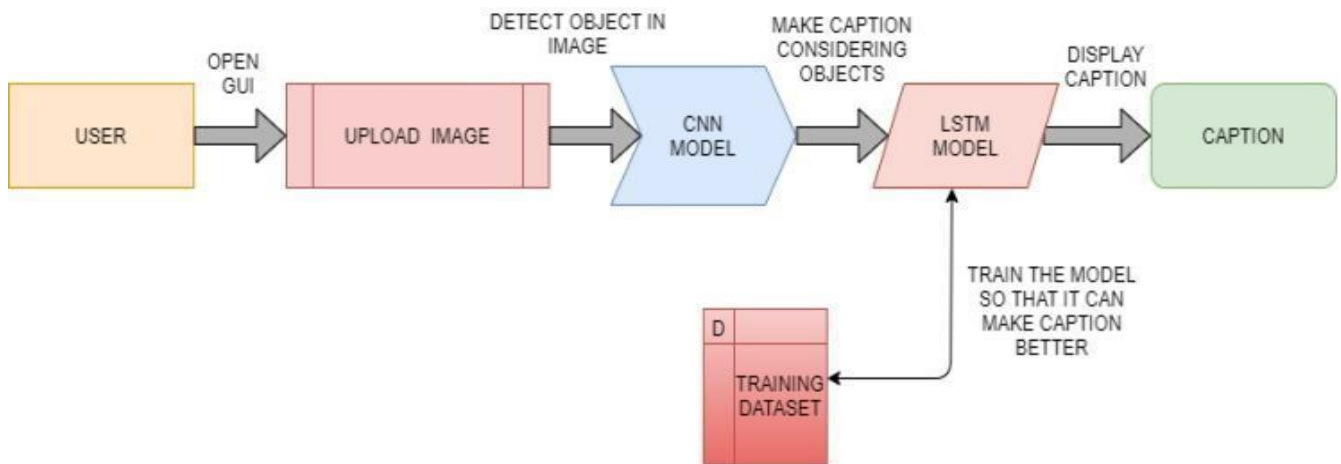 DETECT OBJECT IN
IMAGE
MAKE CAPTION
CONSIDERING
OBJECTS
OPEN
GUI
DISPLAY
CAPTION
USER
UPLOAD IMAGE
CNN
MODEL
LSTM
MODEL
CAPTION
TRAIN THE MODEL
SO THAT IT CAN
MAKE CAPTION
BETTER
D
TRAINING
DATASET